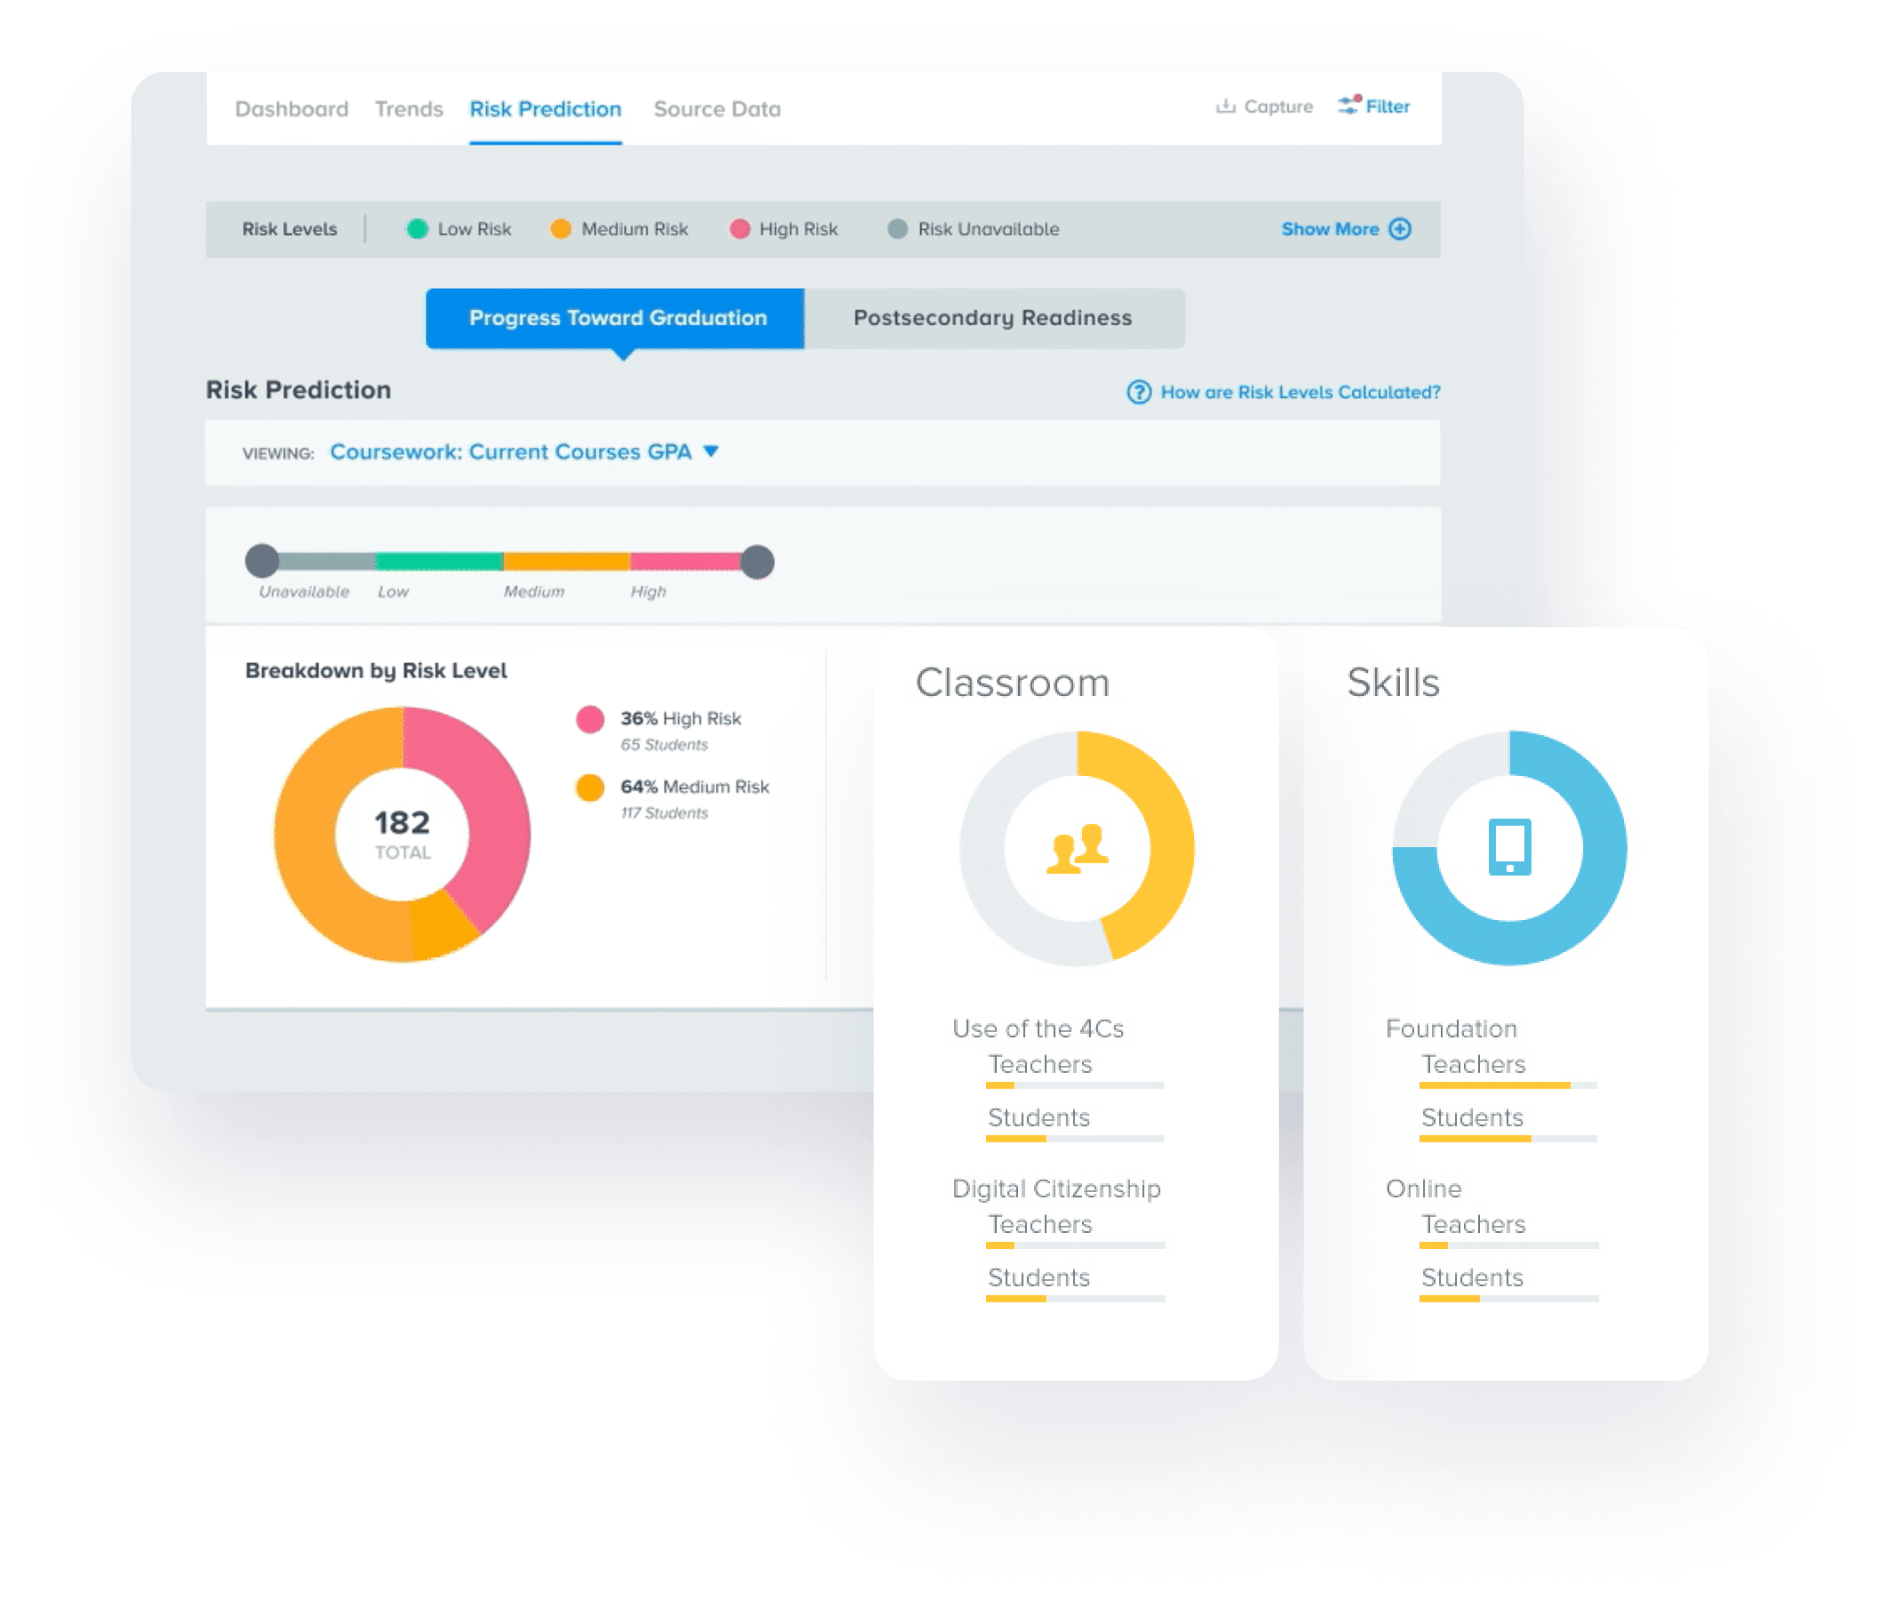 Dashboard Trends Risk Prediction Source Data Capture Filter
Risk Levels Low Risk Medium Risk High Risk Risk Unavailable Show More
Progress Toward Graduation Postsecondary Readiness
Risk Prediction How are Risk Levels Calculated?
VIEWING: Coursework: Current Courses GPA
Unavailable Low Medium High
Breakdown by Risk Level
182
TOTAL
36% High Risk
65 Students
64% Medium Risk
117 Students
Classroom
Use of the 4Cs
Teachers
Students
Digital Citizenship
Teachers
Students
Skills
Foundation
Teachers
Students
Online
Teachers
Students